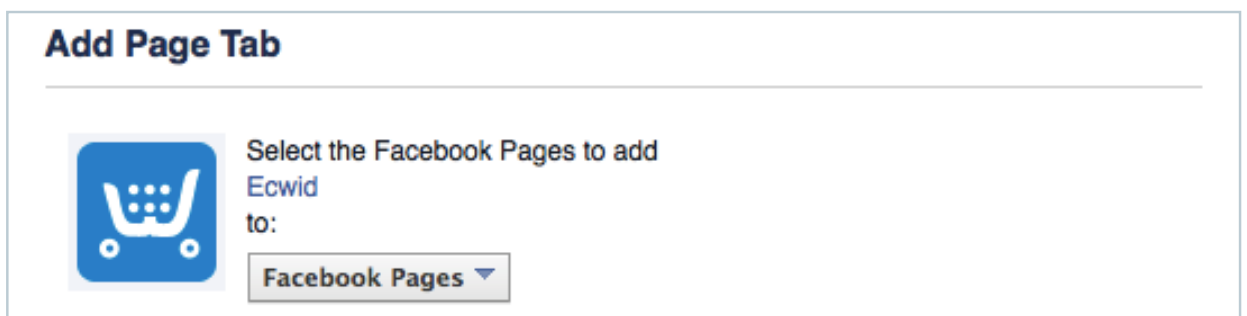 Add Page Tab
Select the Facebook Pages to add
Ecwid
to:
Facebook Pages